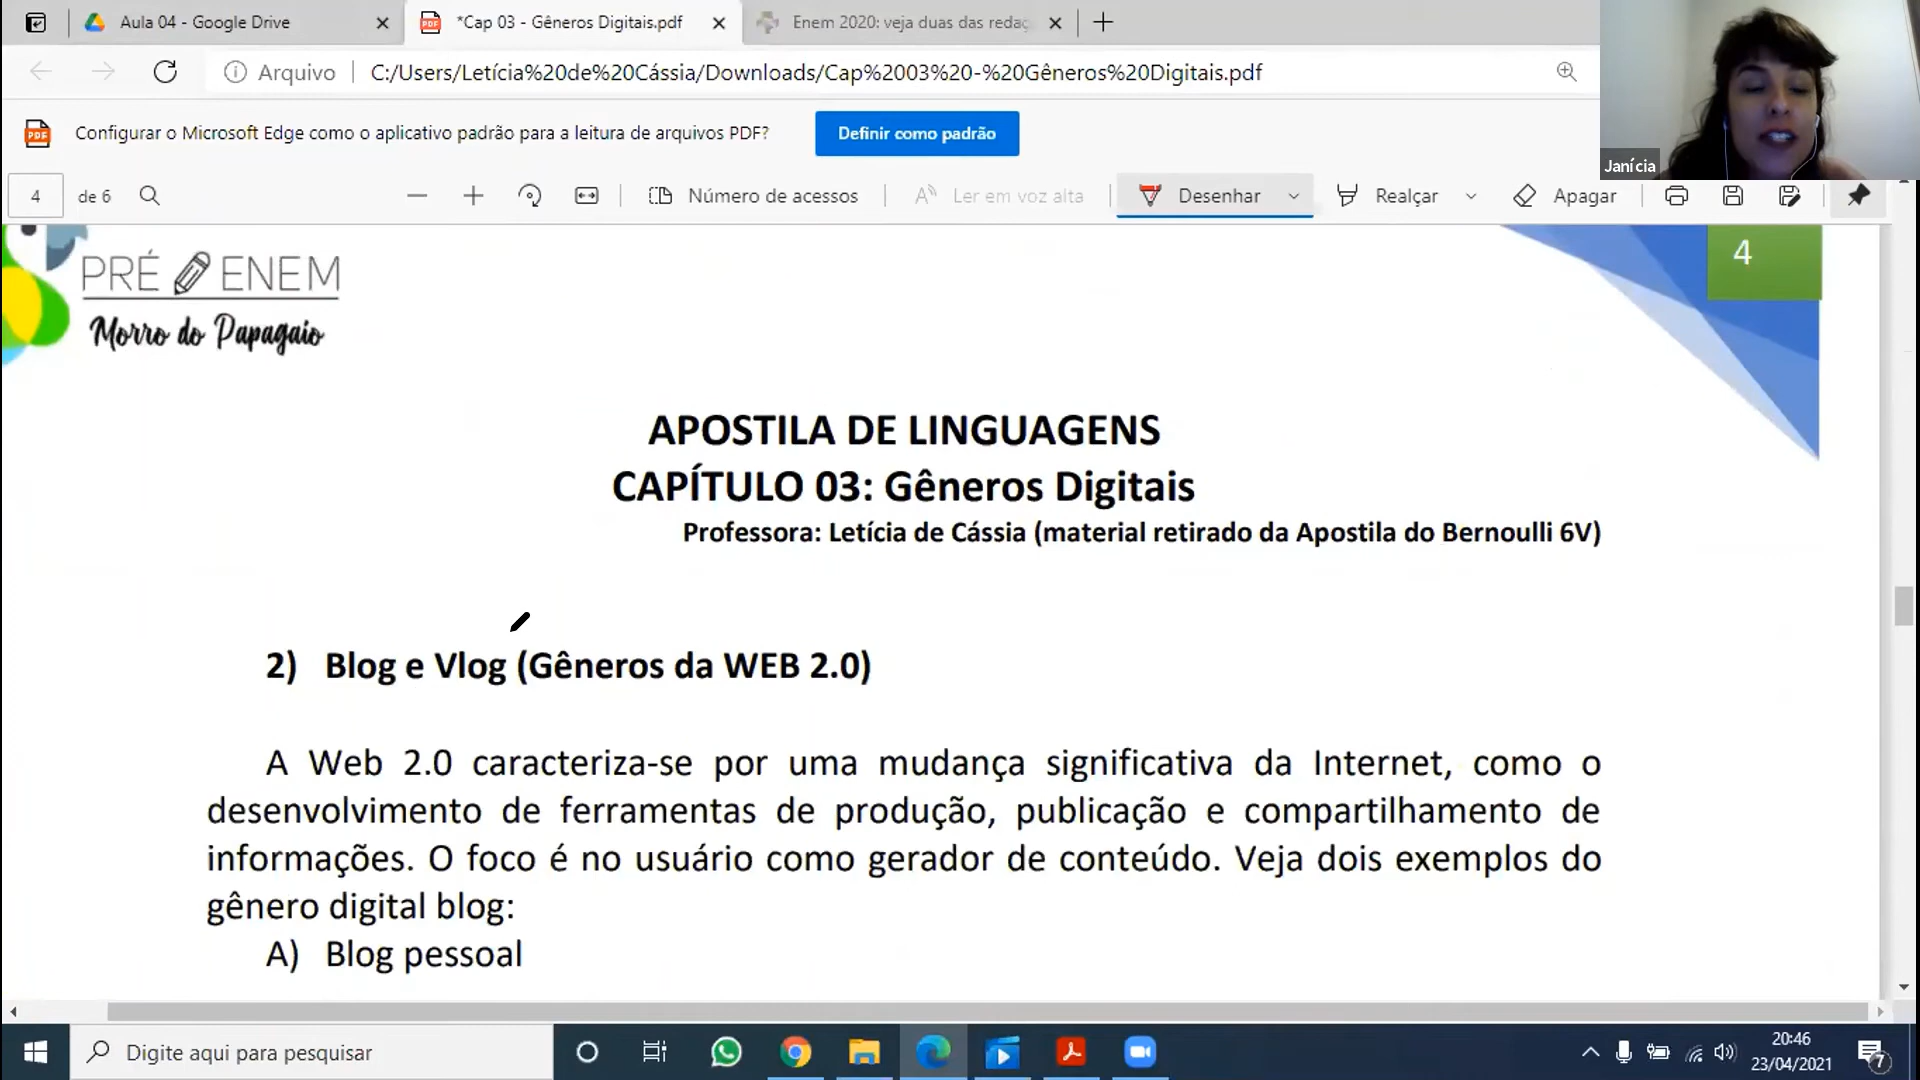 Aula 04 - Google Drive
*Cap 03 - Gêneros Digitais.pdf
Enem 2020: veja duas das redaç
Arquivo
C:/Users/Letícia%20de%20Cássia/Downloads/Cap%2003%20-%20Gêneros%20Digitais.pdf
Configurar o Microsoft Edge como o aplicativo padrão para a leitura de arquivos PDF?
Definir como padrão
Janícia
4 de 6
Número de acessos
Ler em voz alta
Desenhar
Realçar
Apagar
PRÉ ENEM
Morro do Papagaio
4
APOSTILA DE LINGUAGENS
CAPÍTULO 03: Gêneros Digitais
Professora: Letícia de Cássia (material retirado da Apostila do Bernoulli 6V)
2) Blog e Vlog (Gêneros da WEB 2.0)
A Web 2.0 caracteriza-se por uma mudança significativa da Internet, como o
desenvolvimento de ferramentas de produção, publicação e compartilhamento de
informações. O foco é no usuário como gerador de conteúdo. Veja dois exemplos do
gênero digital blog:
A) Blog pessoal
Digite aqui para pesquisar
20:46
23/04/2021
7